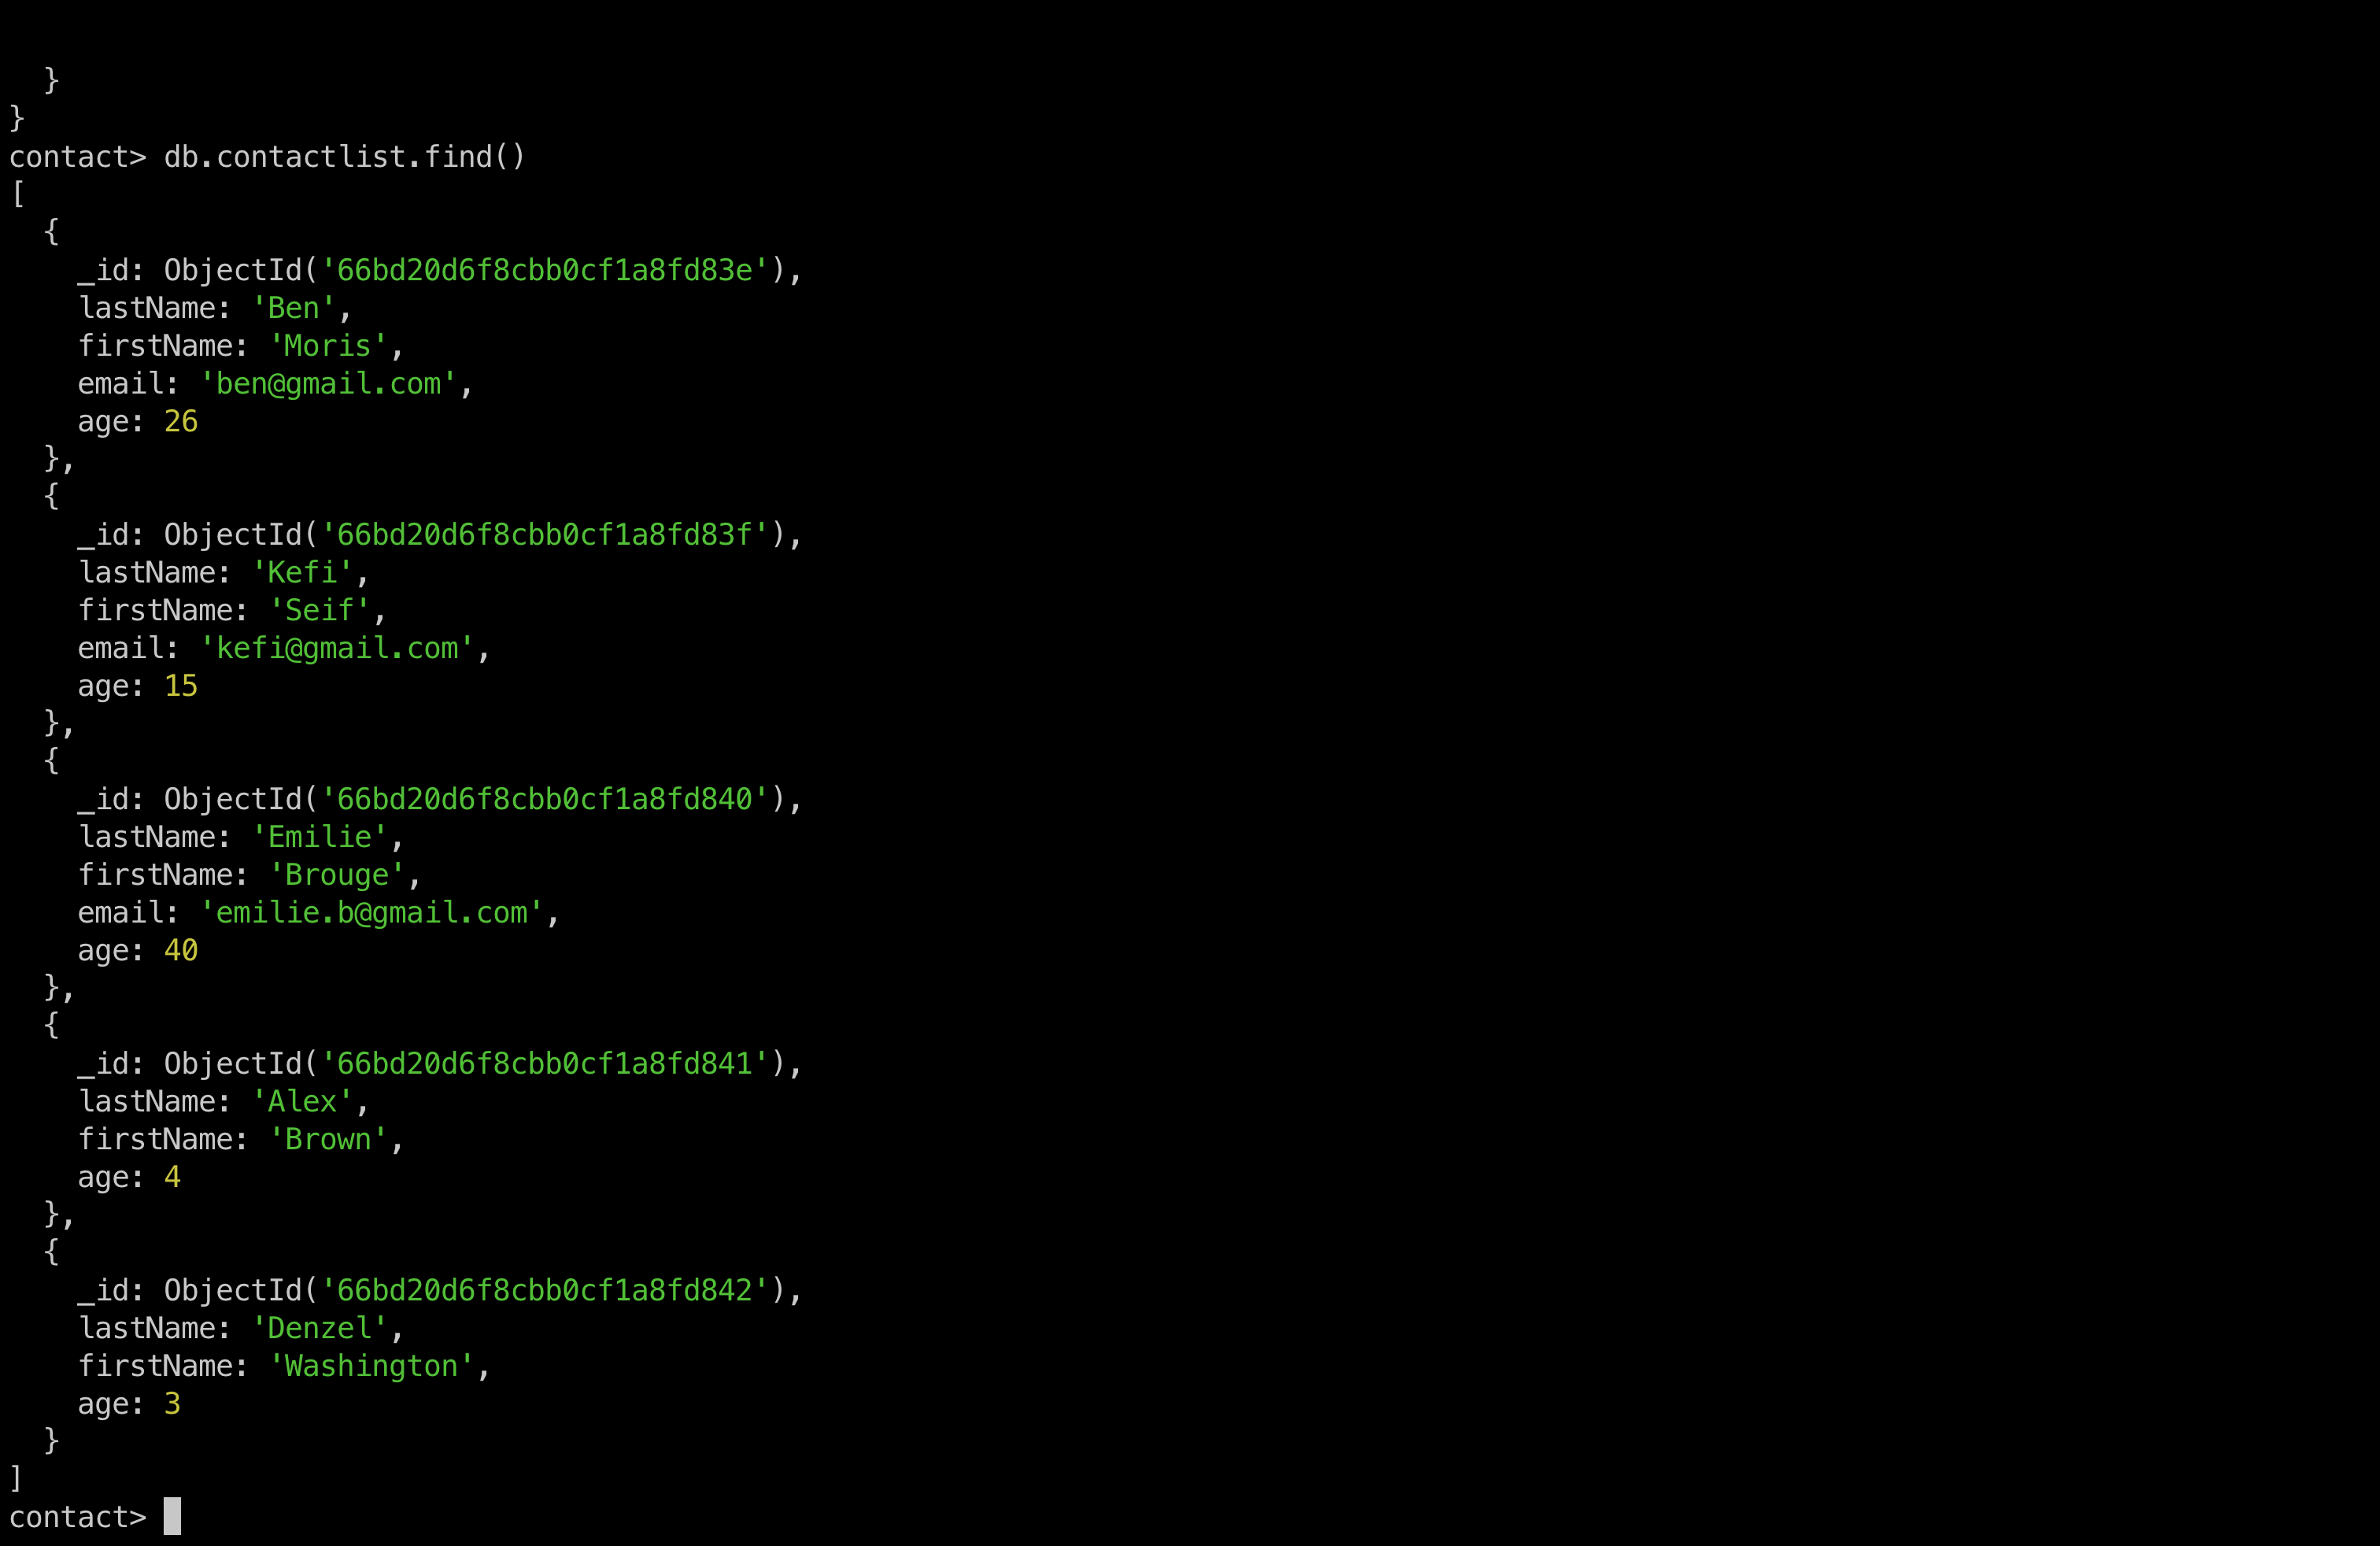 }
}
contact> db.contactlist.find()
[
  {
    _id: ObjectId('66bd20d6f8cbb0cf1a8fd83e'),
    lastName: 'Ben',
    firstName: 'Moris',
    email: 'ben@gmail.com',
    age: 26
  },
  {
    _id: ObjectId('66bd20d6f8cbb0cf1a8fd83f'),
    lastName: 'Kefi',
    firstName: 'Seif',
    email: 'kefi@gmail.com',
    age: 15
  },
  {
    _id: ObjectId('66bd20d6f8cbb0cf1a8fd840'),
    lastName: 'Emilie',
    firstName: 'Brouge',
    email: 'emilie.b@gmail.com',
    age: 40
  },
  {
    _id: ObjectId('66bd20d6f8cbb0cf1a8fd841'),
    lastName: 'Alex',
    firstName: 'Brown',
    age: 4
  },
  {
    _id: ObjectId('66bd20d6f8cbb0cf1a8fd842'),
    lastName: 'Denzel',
    firstName: 'Washington',
    age: 3
  }
]
contact>